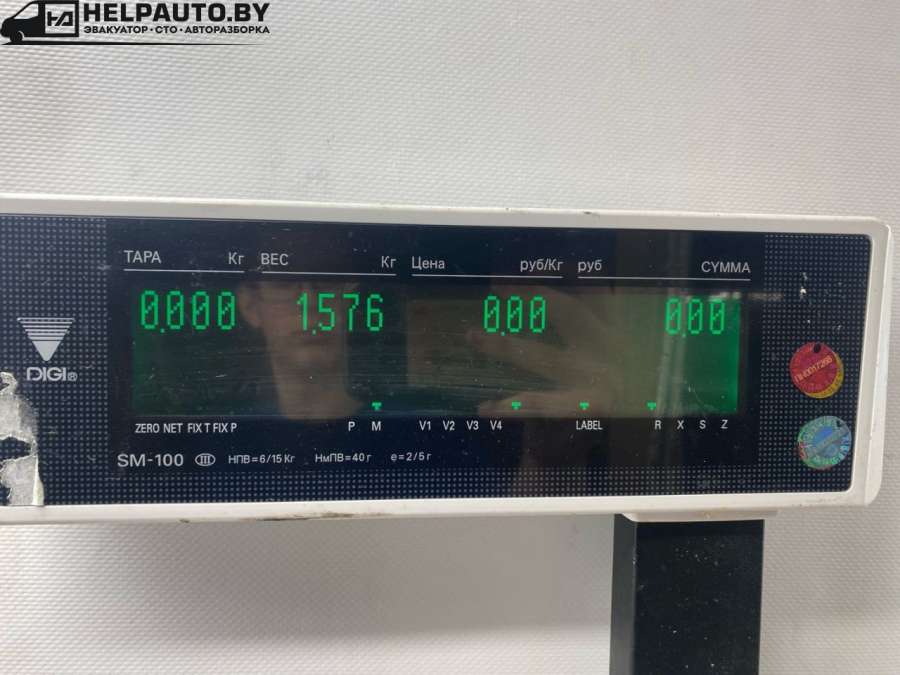 HELPAUTO.BY
ЭВАКУАТОР · СТО · АВТОРАЗБОРКА
ТАРА Кг ВЕС Кг Цена руб/Кг руб СУММА
0.000 1.576 0.00 0.00
DIGI®
ZERO NET FIX T FIX P P M V1 V2 V3 V4 LABEL R X S Z
SM-100 III НПВ=6/15 Кг НмПВ=40 г e=2/5 г